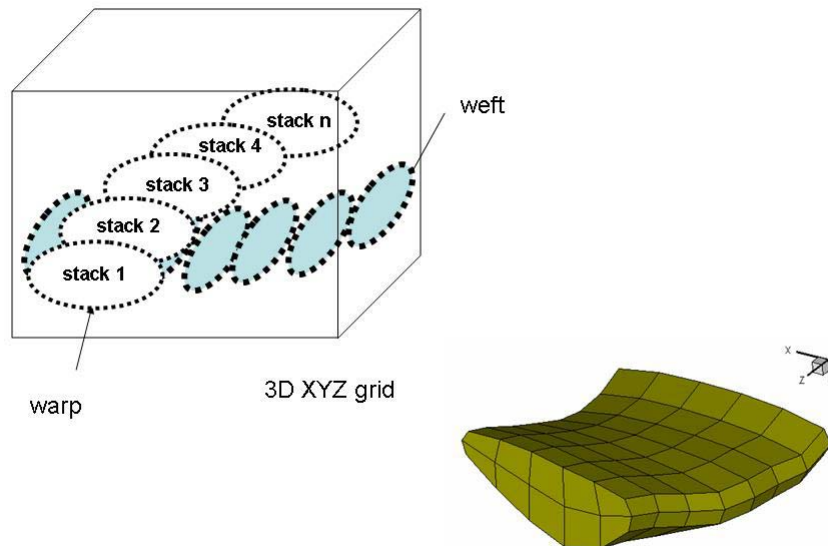 weft
stack n
stack 4
stack 3
stack 2
stack 1
warp
3D XYZ grid
X
Z